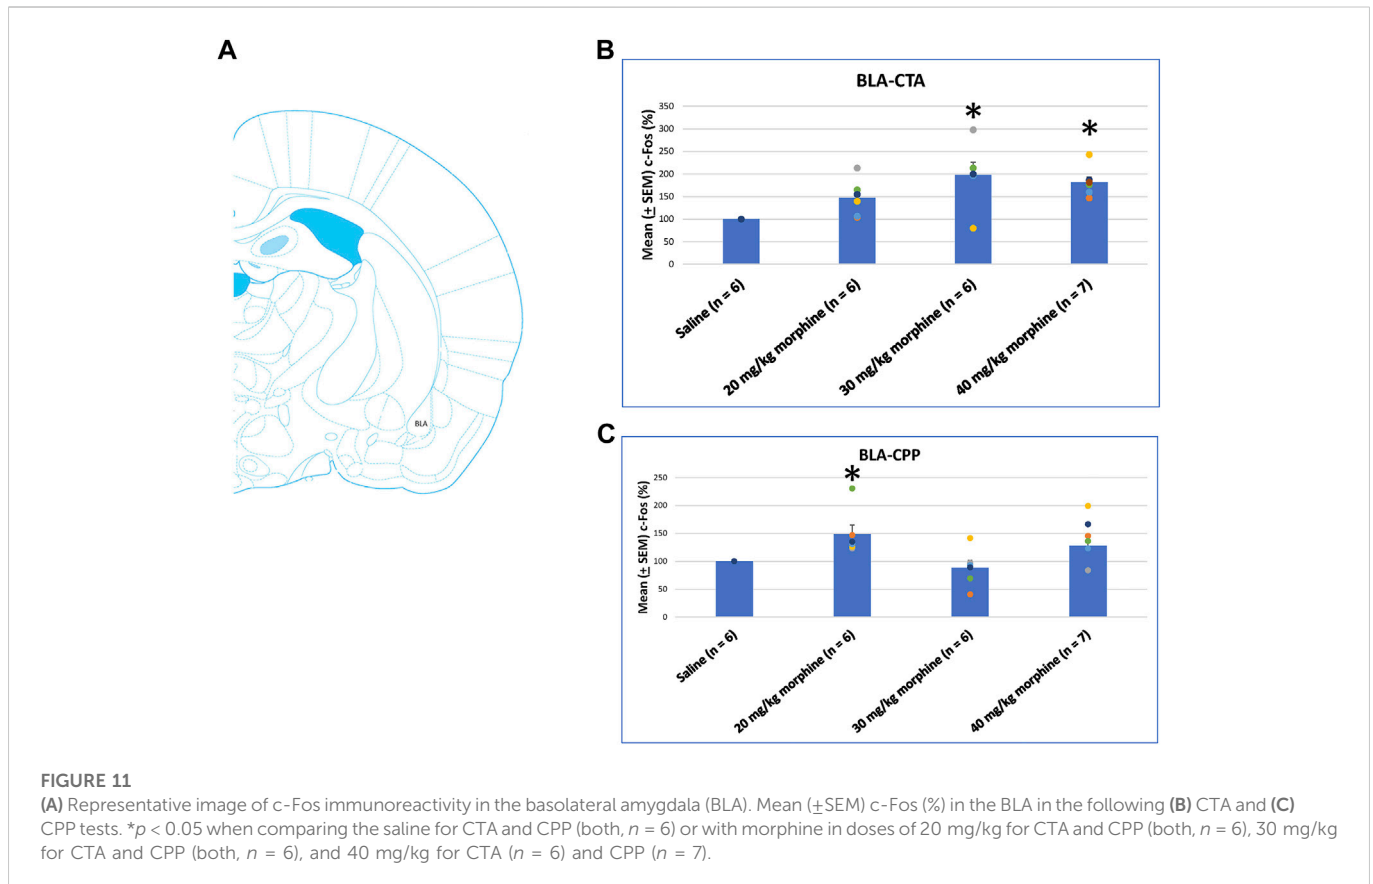 A
BLA
B
BLA-CTA
Mean (± SEM) c-Fos (%)
350
300
250
200
150
100
50
0
*
*
Saline (n = 6)
20 mg/kg morphine (n = 6)
30 mg/kg morphine (n = 6)
40 mg/kg morphine (n = 7)
C
BLA-CPP
Mean (± SEM) c-Fos (%)
250
200
150
100
50
0
*
Saline (n = 6)
20 mg/kg morphine (n = 6)
30 mg/kg morphine (n = 6)
40 mg/kg morphine (n = 7)
FIGURE 11
(A) Representative image of c-Fos immunoreactivity in the basolateral amygdala (BLA). Mean (±SEM) c-Fos (%) in the BLA in the following (B) CTA and (C)
CPP tests. *p < 0.05 when comparing the saline for CTA and CPP (both, n = 6) or with morphine in doses of 20 mg/kg for CTA and CPP (both, n = 6), 30 mg/kg
for CTA and CPP (both, n = 6), and 40 mg/kg for CTA (n = 6) and CPP (n = 7).